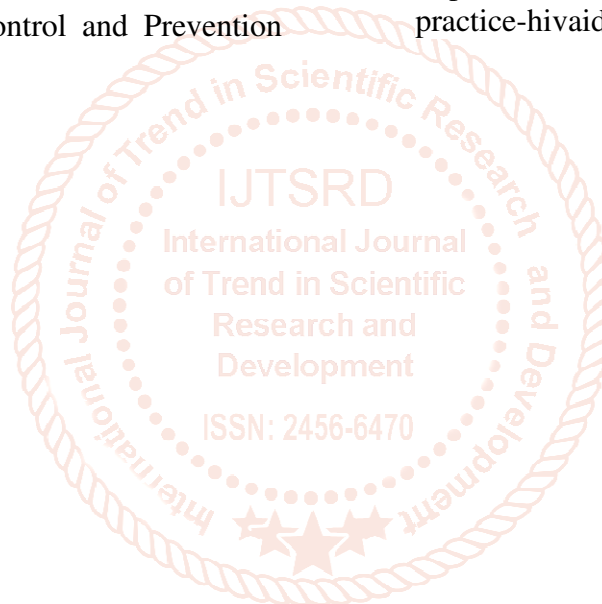 ontrol and Prevention
practice-hivaid
International Journal of Trend in Scientific Research and Development
IJTSRD
International Journal
of Trend in Scientific
Research and
Development
ISSN: 2456-6470